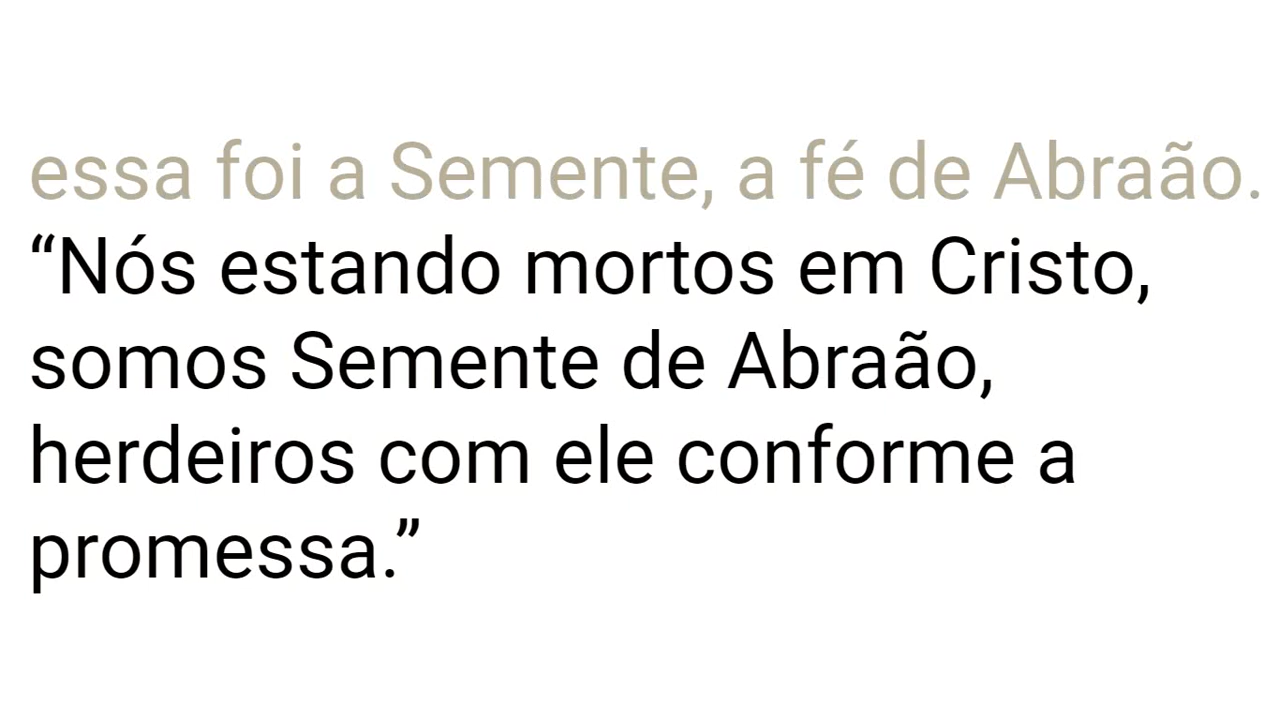 essa foi a Semente, a fé de Abraão.
“Nós estando mortos em Cristo,
somos Semente de Abraão,
herdeiros com ele conforme a
promessa.”